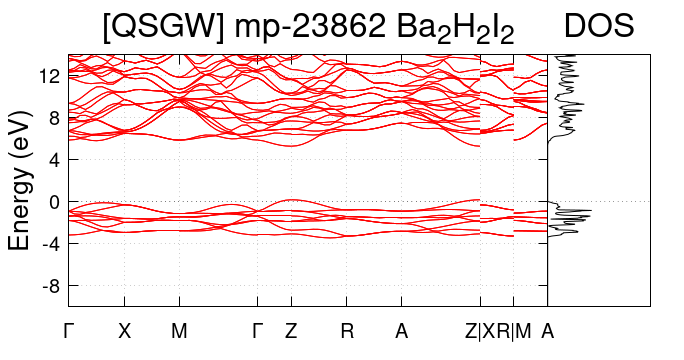 [QSGW] mp-23862 Ba₂H₂I₂ DOS
Energy (eV)
12
8
4
0
-4
-8
Γ X M Γ Z R A Z|XR|M A